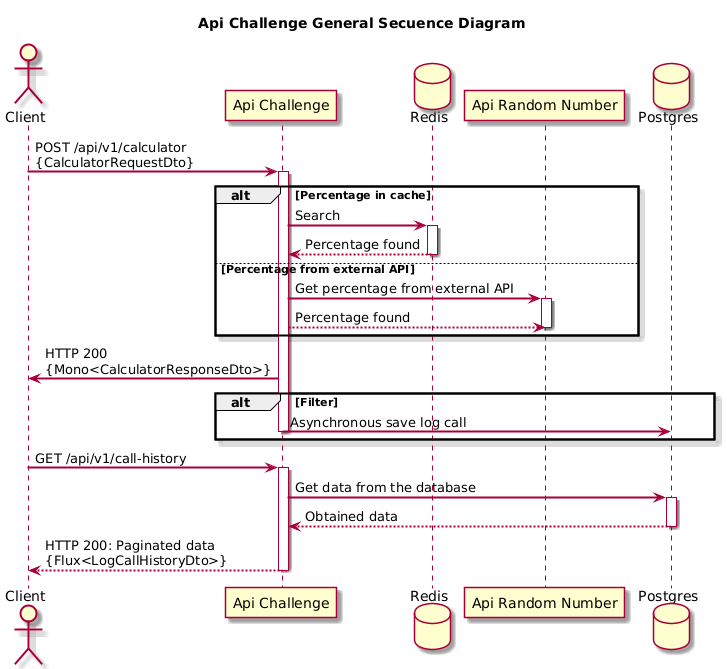 Api Challenge General Secuence Diagram
Client
Api Challenge
Redis
Api Random Number
Postgres
POST /api/v1/calculator
{CalculatorRequestDto}
alt
[Percentage in cache]
Search
Percentage found
[Percentage from external API]
Get percentage from external API
Percentage found
HTTP 200
{Mono<CalculatorResponseDto>}
alt
[Filter]
Asynchronous save log call
GET /api/v1/call-history
Get data from the database
Obtained data
HTTP 200: Paginated data
{Flux<LogCallHistoryDto>}
Client
Api Challenge
Redis
Api Random Number
Postgres